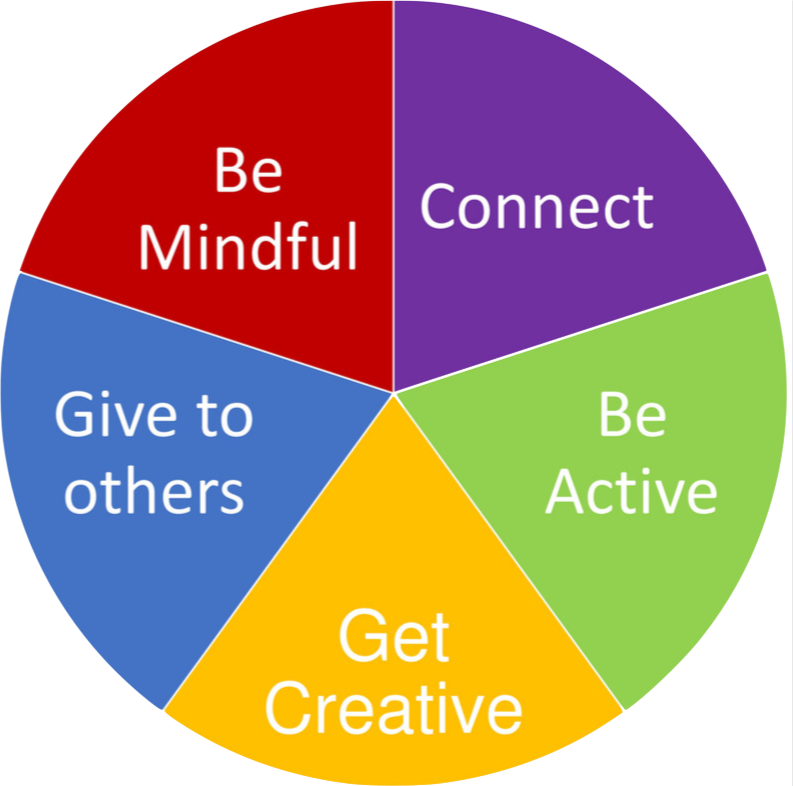 Be
Mindful
Connect
Give to
others
Be
Active
Get
Creative